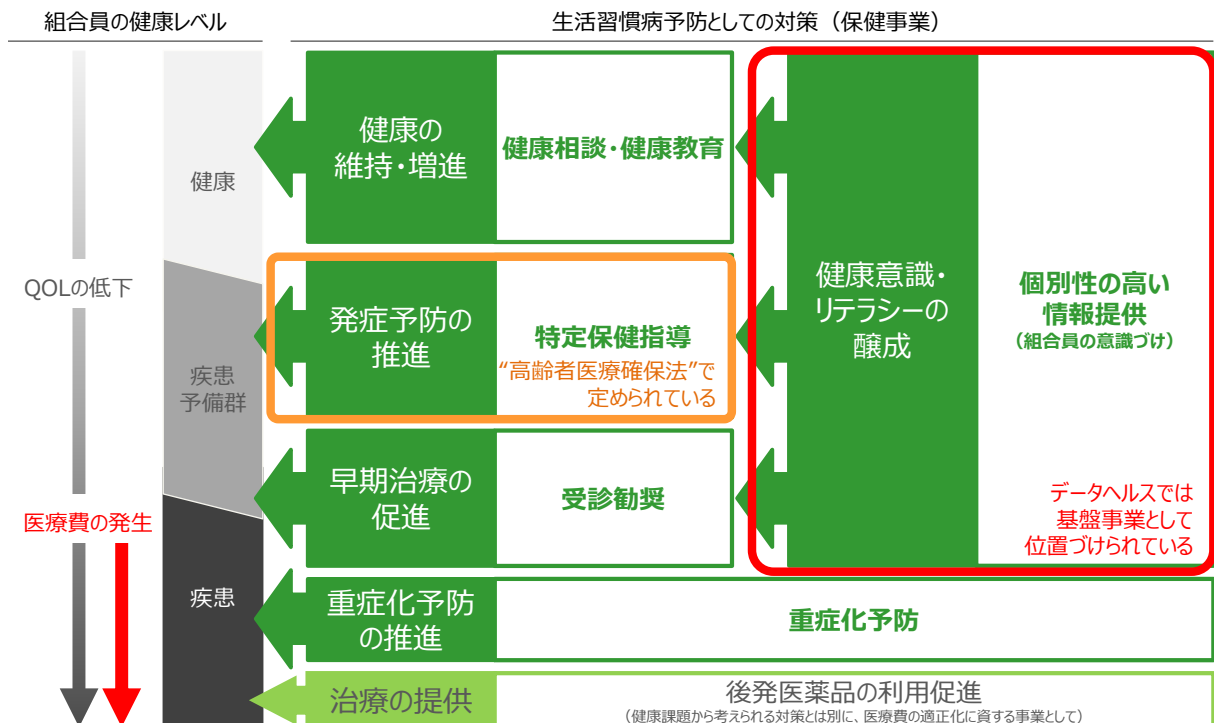 組合員の健康レベル
生活習慣病予防としての対策（保健事業）
健康
疾患
予備群
疾患
QOLの低下
医療費の発生
健康の
維持・増進
健康相談・健康教育
発症予防の
推進
特定保健指導
“高齢者医療確保法”で
定められている
早期治療の
促進
受診勧奨
健康意識・
リテラシーの
醸成
個別性の高い
情報提供
（組合員の意識づけ）
データヘルスでは
基盤事業として
位置づけられている
重症化予防
の推進
重症化予防
治療の提供
後発医薬品の利用促進
（健康課題から考えられる対策とは別に、医療費の適正化に資する事業として）